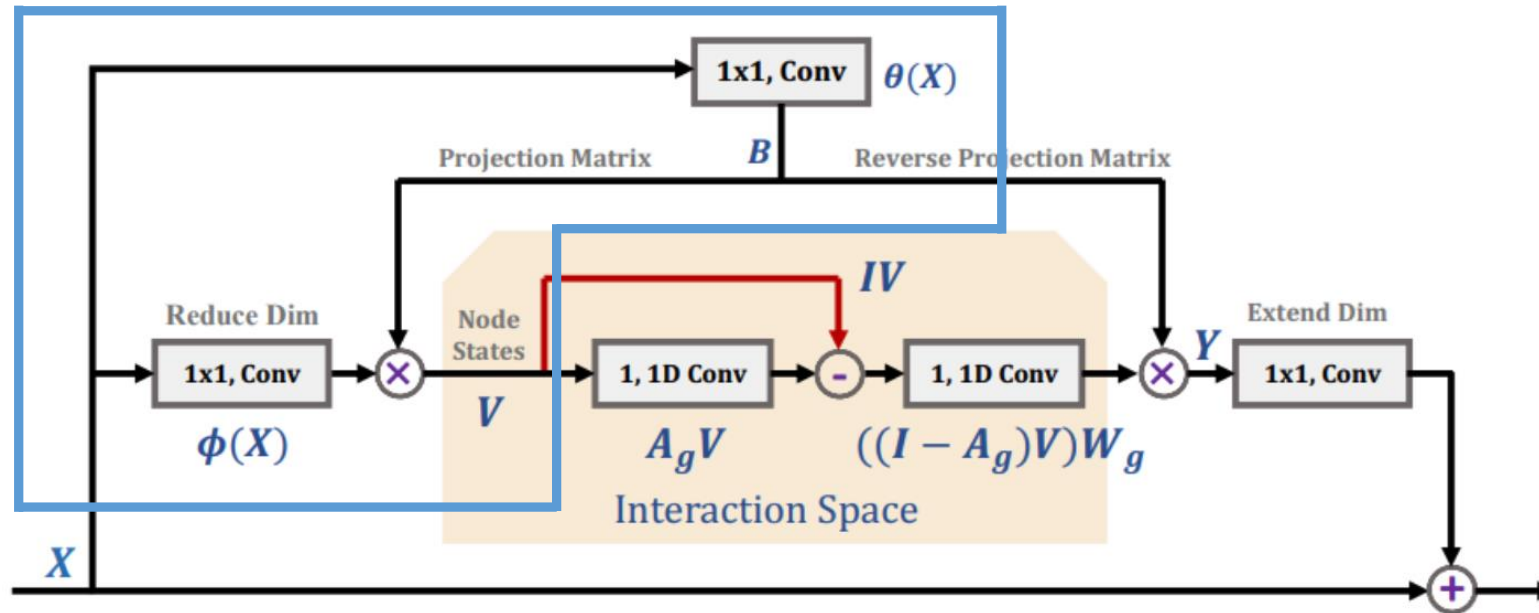 1x1, Conv
θ(X)
Projection Matrix
B
Reverse Projection Matrix
IV
Reduce Dim
Node
States
Extend Dim
1x1, Conv
×
1, 1D Conv
-
1, 1D Conv
×
Y
1x1, Conv
ϕ(X)
V
A_gV
((I − A_g)V)W_g
Interaction Space
X
+